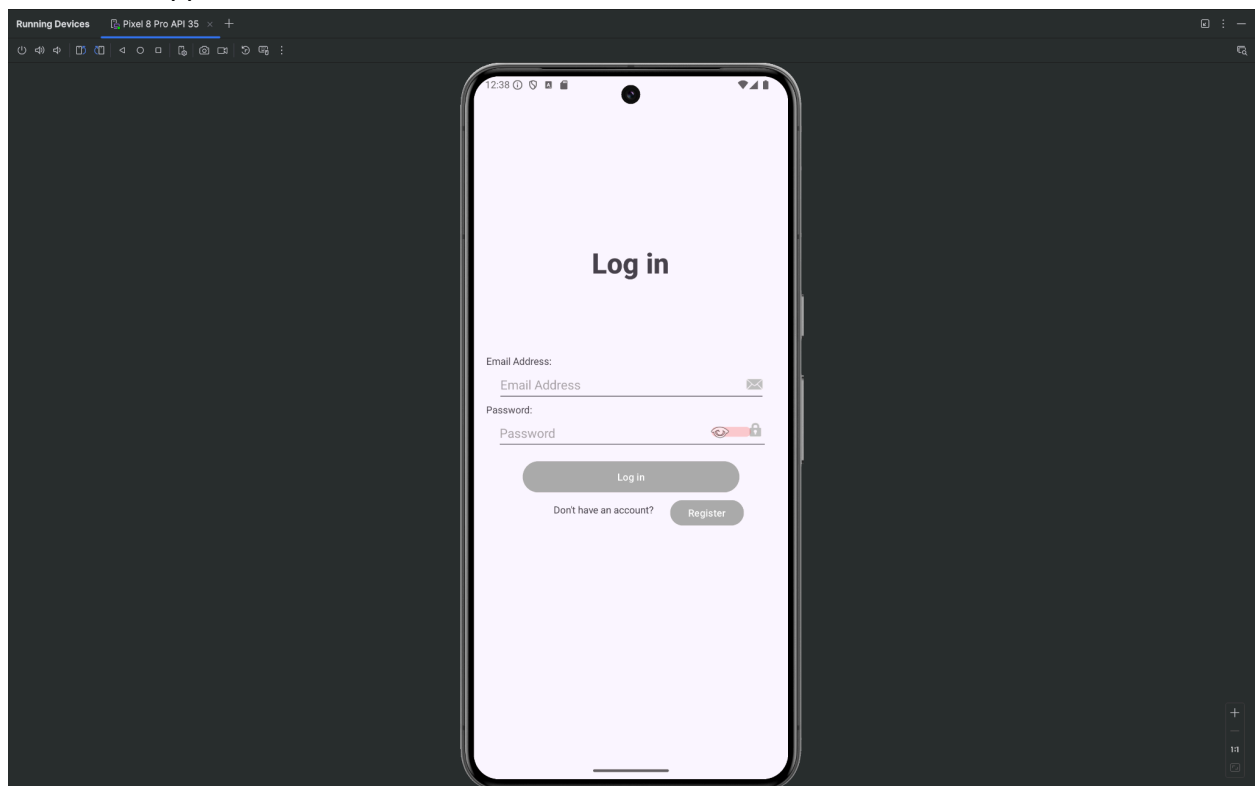 Running Devices Pixel 8 Pro API 35
12:38
Log in
Email Address:
Email Address
Password:
Password
Log in
Don't have an account? Register
1:1